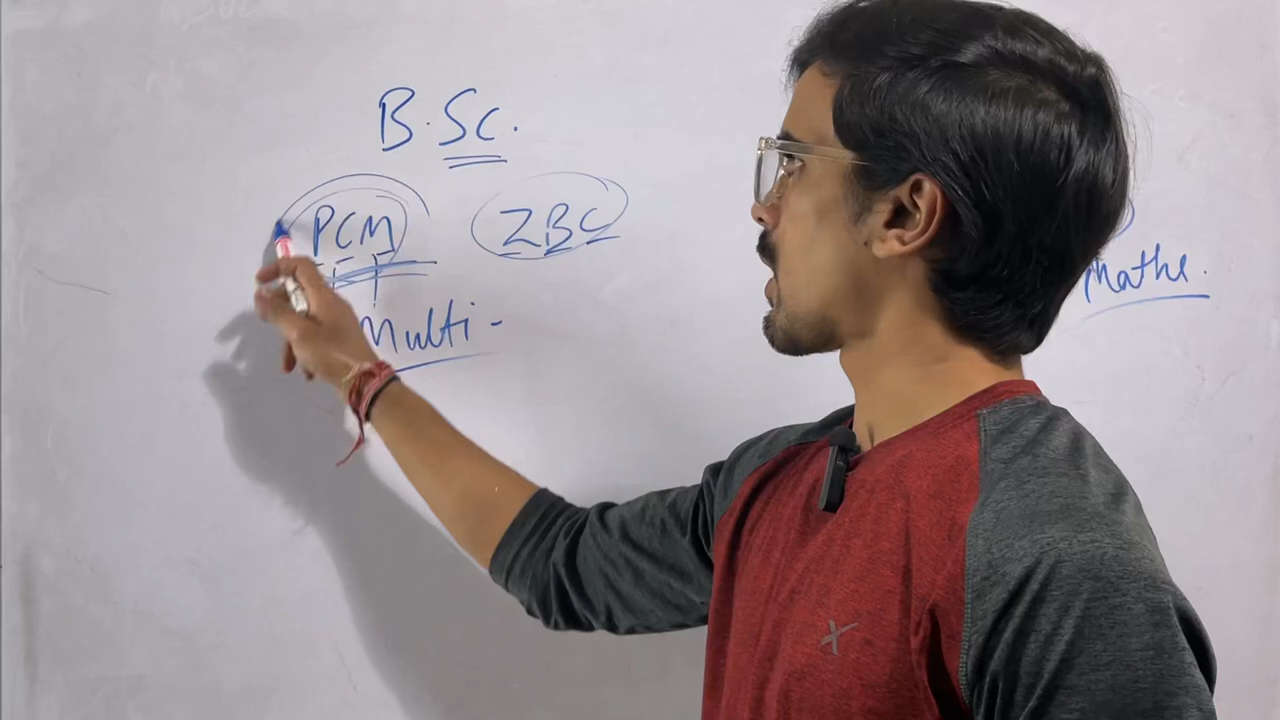 B.Sc.
PCM ZBC
Maths.
Multi -